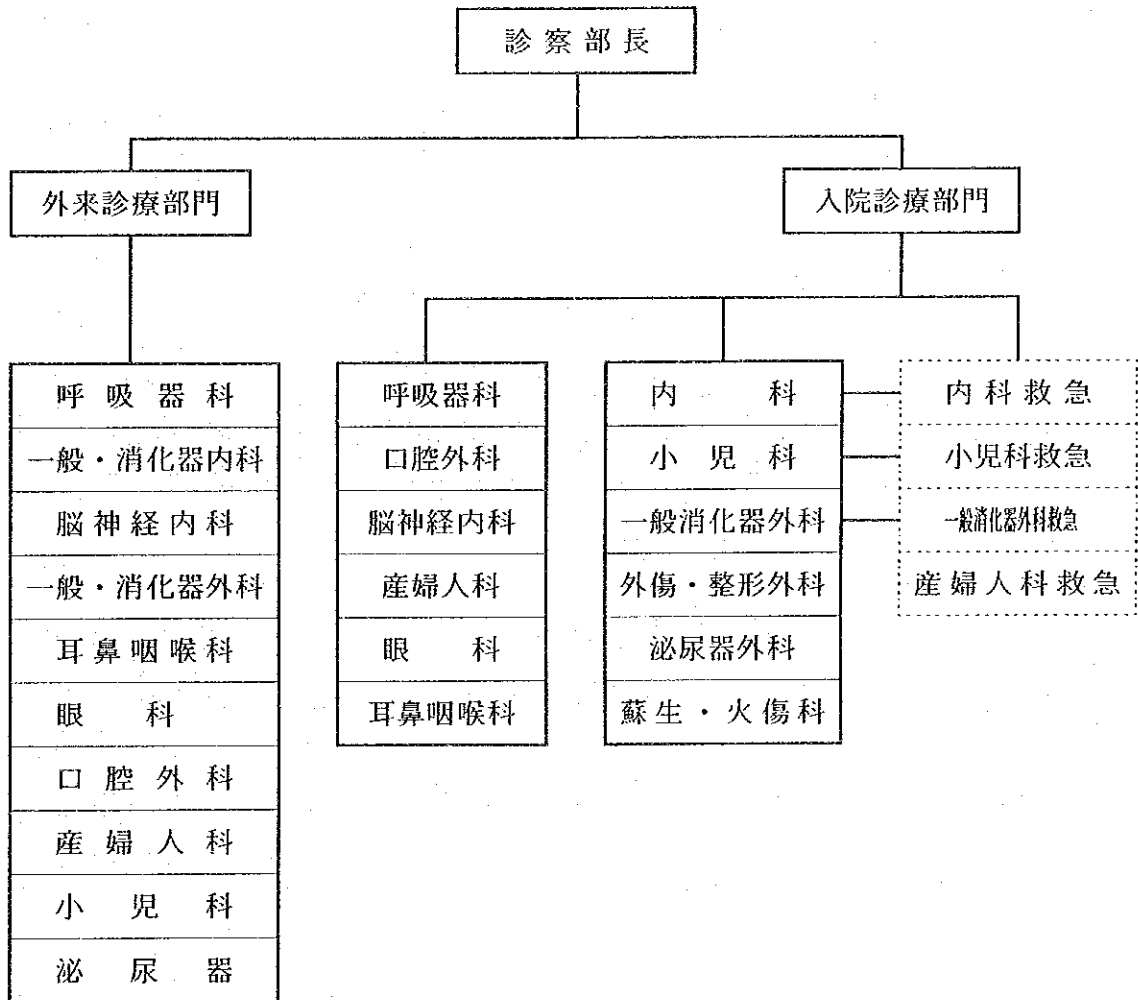 診察部長
外来診療部門
入院診療部門
呼吸器科
一般・消化器内科
脳神経内科
一般・消化器外科
耳鼻咽喉科
眼科
口腔外科
産婦人科
小児科
泌尿器
呼吸器科
口腔外科
脳神経内科
産婦人科
眼科
耳鼻咽喉科
内科
小児科
一般消化器外科
外傷・整形外科
泌尿器外科
蘇生・火傷科
内科救急
小児科救急
一般消化器外科救急
産婦人科救急